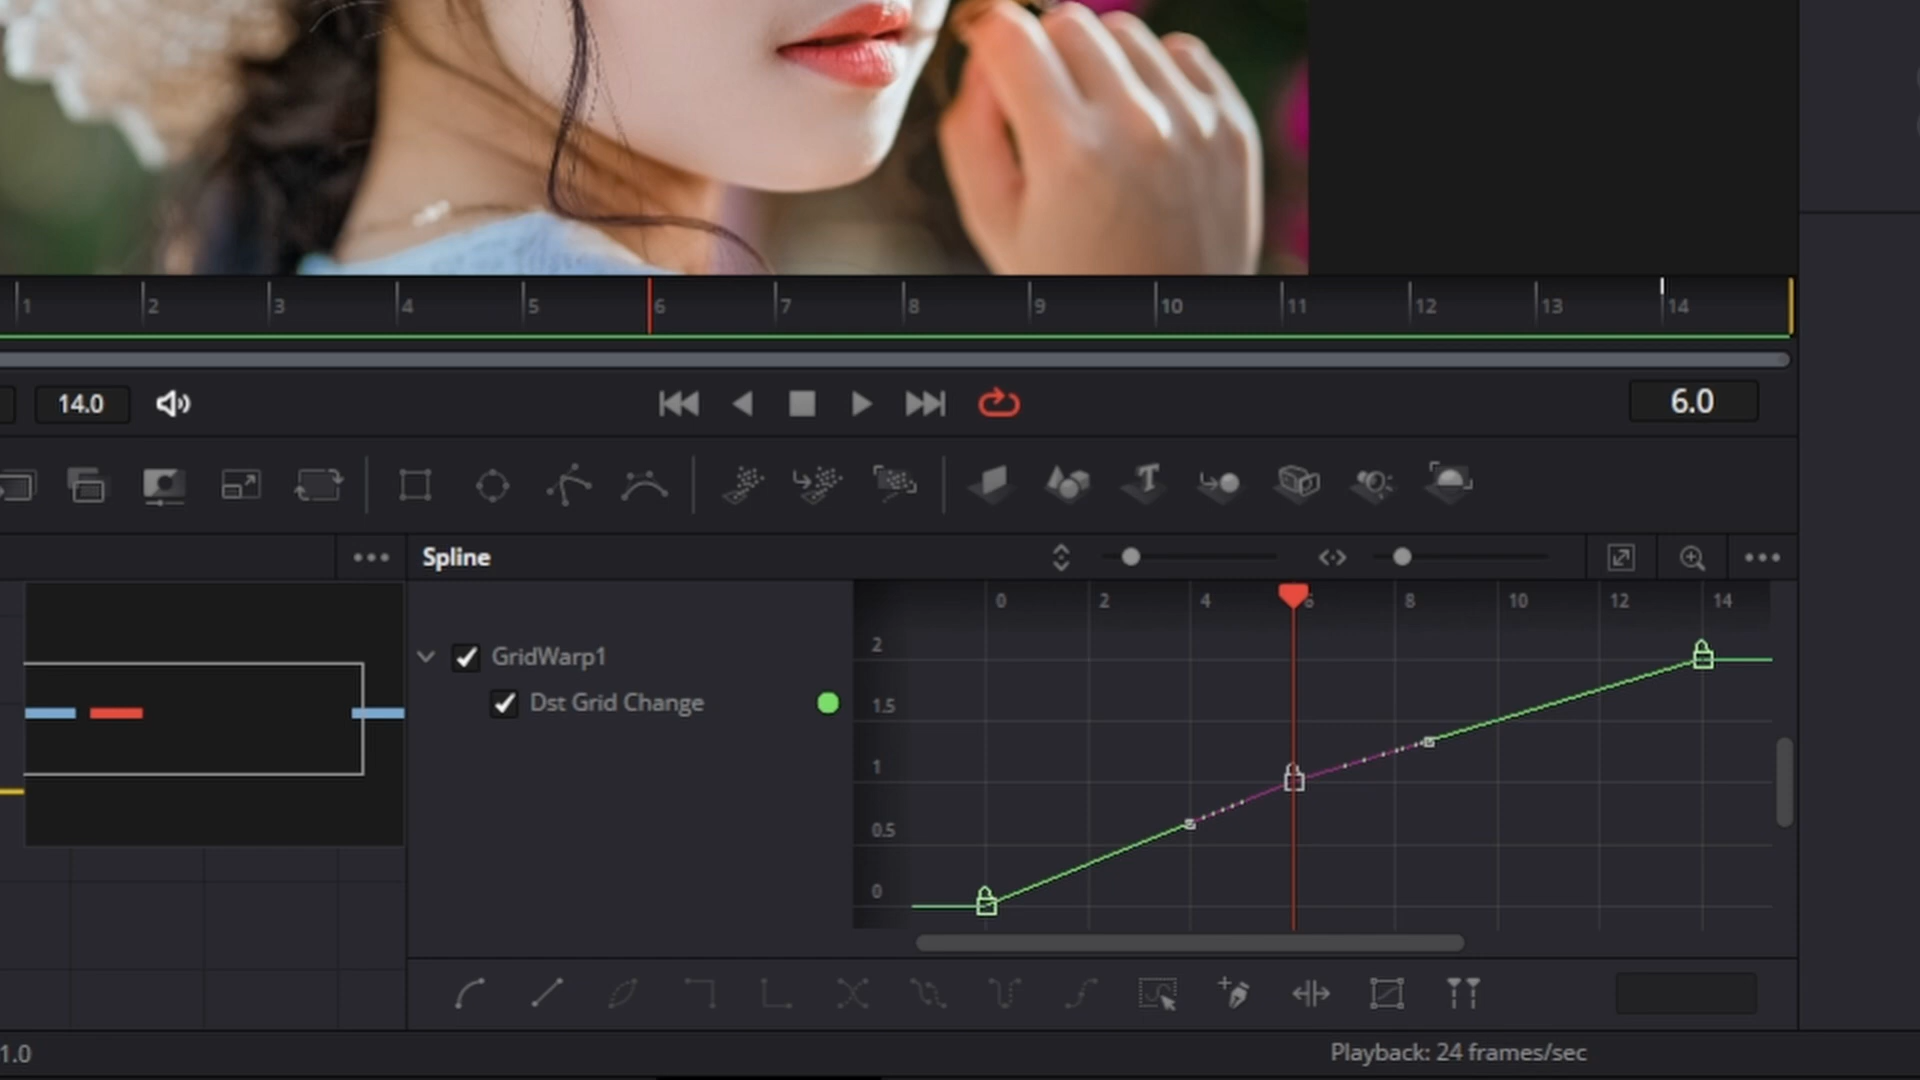 1 2 3 4 5 6 7 8 9 10 11 12 13 14
14.0 6.0
Spline
0 2 4 6 8 10 12 14
GridWarp1
Dst Grid Change
2
1.5
1
0.5
0
1.0 Playback: 24 frames/sec